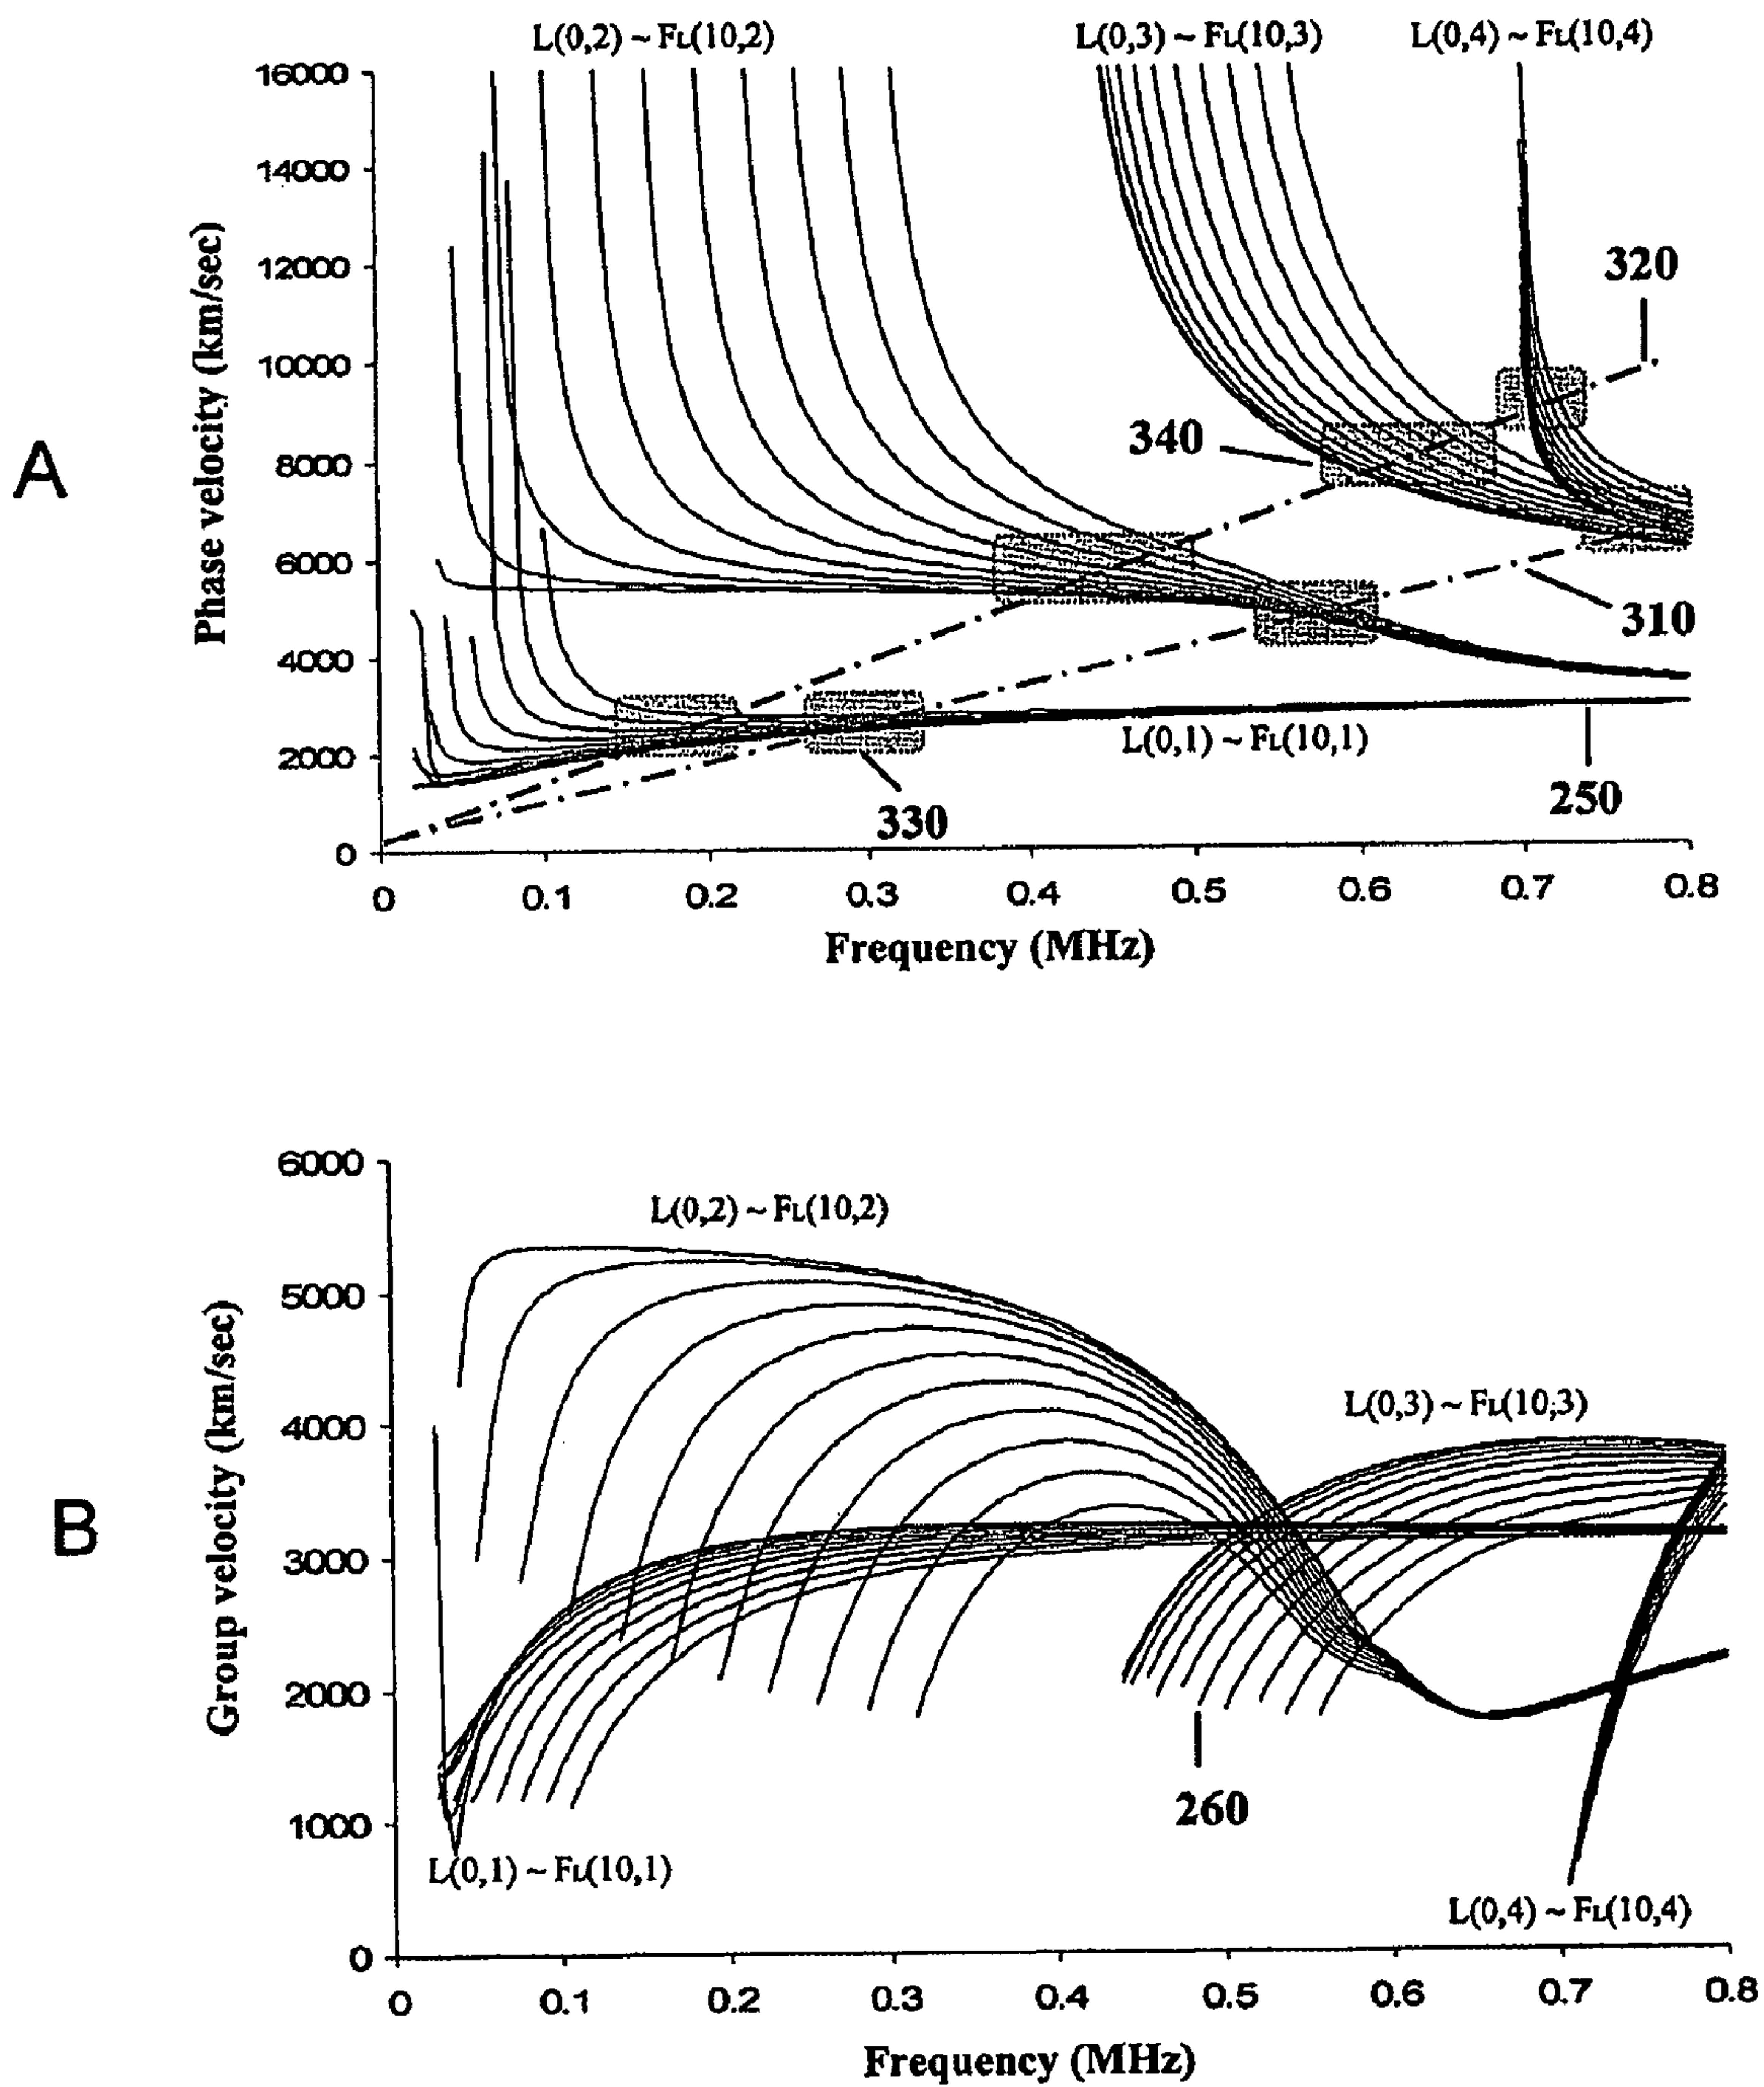 L(0,2) ~ FL(10,2)
L(0,3) ~ FL(10,3)
L(0,4) ~ FL(10,4)
A
Phase velocity (km/sec)
16000
14000
12000
10000
8000
6000
4000
2000
0
320
340
310
L(0,1) ~ FL(10,1)
330
250
0 0.1 0.2 0.3 0.4 0.5 0.6 0.7 0.8
Frequency (MHz)
B
Group velocity (km/sec)
6000
5000
4000
3000
2000
1000
0
L(0,2) ~ FL(10,2)
L(0,3) ~ FL(10,3)
260
L(0,1) ~ FL(10,1)
L(0,4) ~ FL(10,4)
0 0.1 0.2 0.3 0.4 0.5 0.6 0.7 0.8
Frequency (MHz)